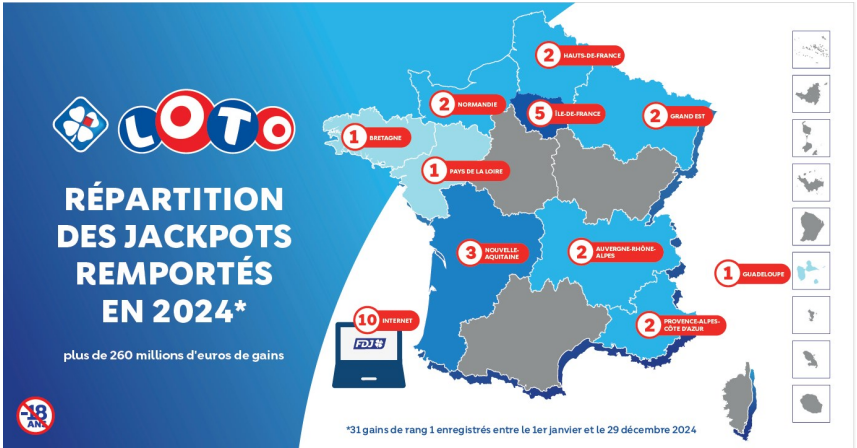 LOTO
RÉPARTITION
DES JACKPOTS
REMPORTÉS
EN 2024*
plus de 260 millions d'euros de gains
-18
ANS
2 HAUTS-DE-FRANCE
2 NORMANDIE
5 ÎLE-DE-FRANCE
2 GRAND EST
1 BRETAGNE
1 PAYS DE LA LOIRE
3 NOUVELLE-
AQUITAINE
2 AUVERGNE-RHÔNE-
ALPES
1 GUADELOUPE
10 INTERNET
FDJ
2 PROVENCE-ALPES-
CÔTE D'AZUR
*31 gains de rang 1 enregistrés entre le 1er janvier et le 29 décembre 2024